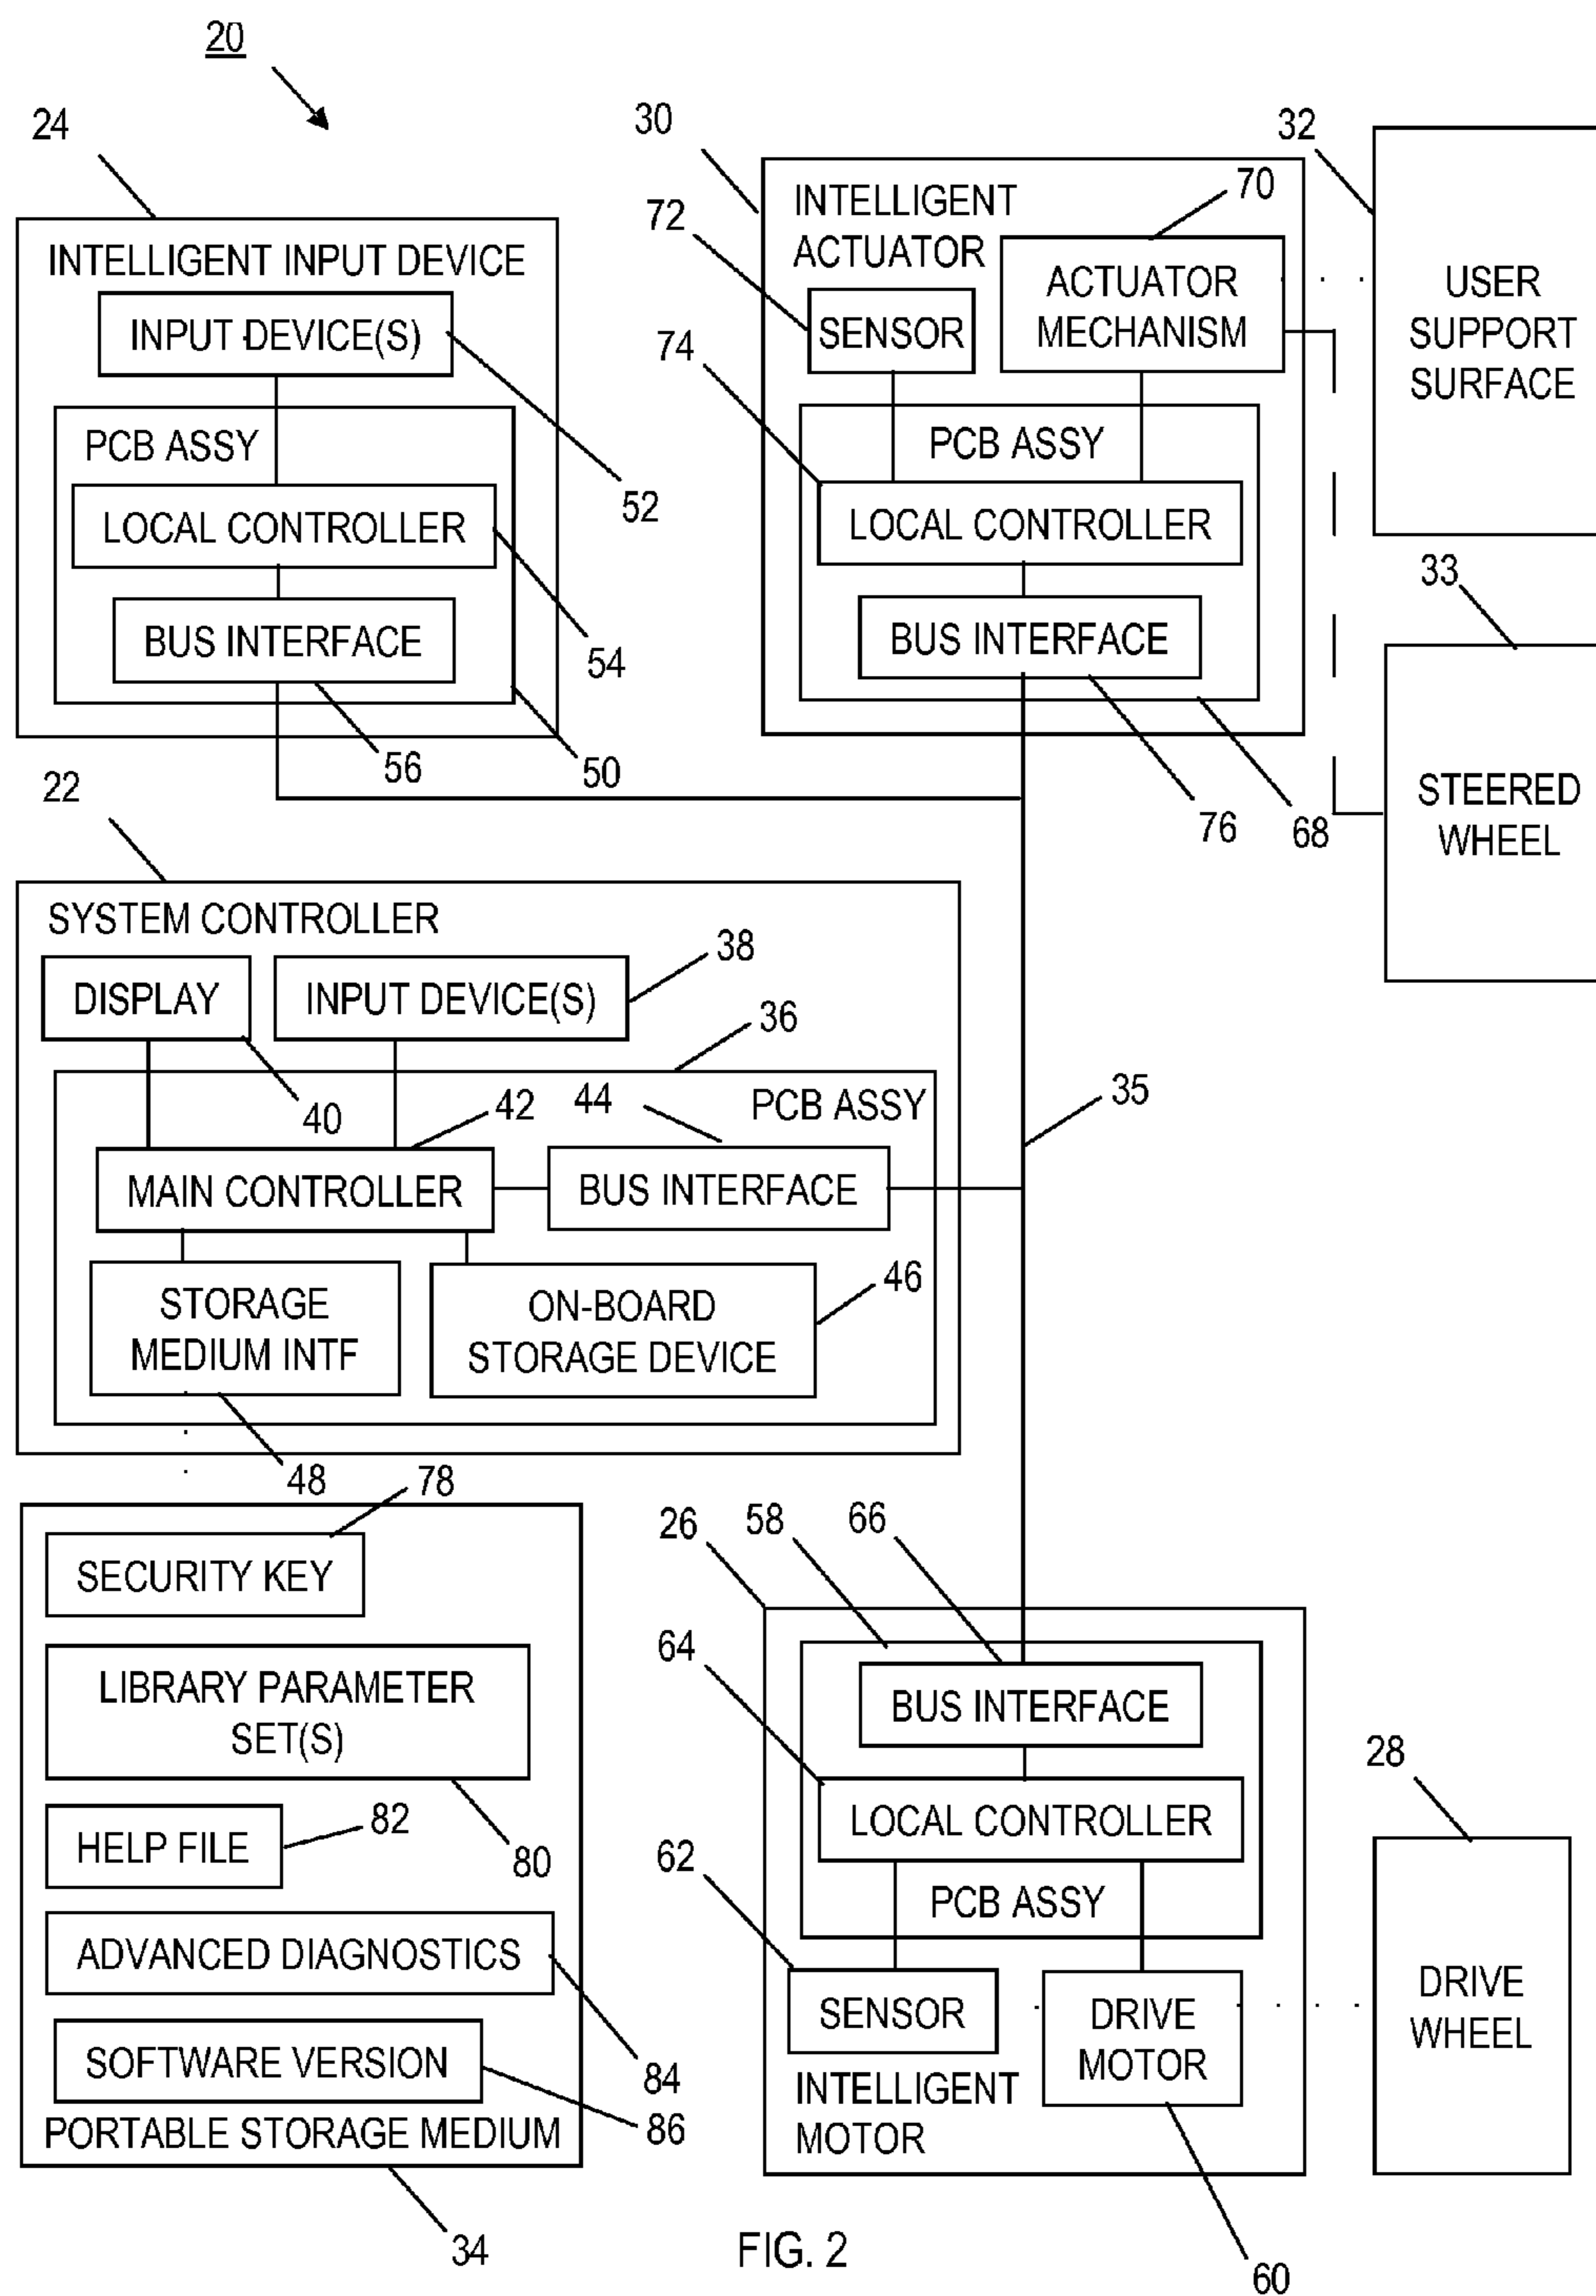 20
24
INTELLIGENT INPUT DEVICE
INPUT DEVICE(S)
52
PCB ASSY
LOCAL CONTROLLER
54
BUS INTERFACE
56
50
30
INTELLIGENT
ACTUATOR
70
72
SENSOR
ACTUATOR
MECHANISM
74
PCB ASSY
LOCAL CONTROLLER
BUS INTERFACE
76
68
32
USER
SUPPORT
SURFACE
33
STEERED
WHEEL
22
SYSTEM CONTROLLER
DISPLAY
INPUT DEVICE(S)
38
36
40
42
44
PCB ASSY
35
MAIN CONTROLLER
BUS INTERFACE
STORAGE
MEDIUM INTF
ON-BOARD
STORAGE DEVICE
46
48
78
SECURITY KEY
LIBRARY PARAMETER
SET(S)
HELP FILE
82
80
ADVANCED DIAGNOSTICS
SOFTWARE VERSION
84
86
PORTABLE STORAGE MEDIUM
34
26
58
66
BUS INTERFACE
64
LOCAL CONTROLLER
62
PCB ASSY
SENSOR
DRIVE
MOTOR
INTELLIGENT
MOTOR
60
28
DRIVE
WHEEL
FIG. 2